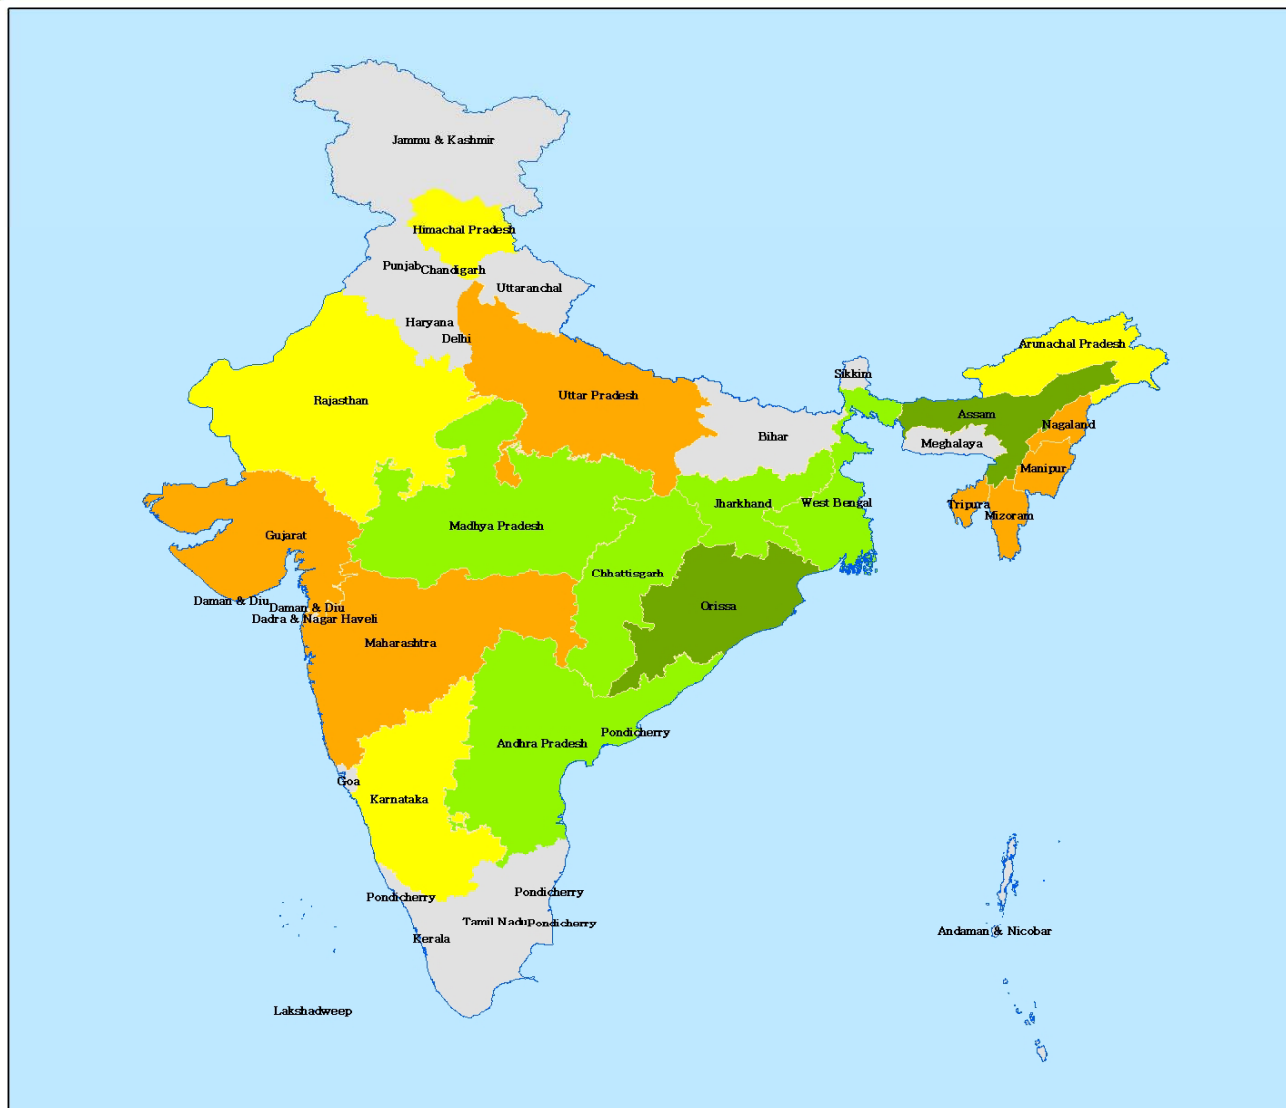 Jammu & Kashmir
Himachal Pradesh
Punjab
Chandigarh
Uttaranchal
Haryana
Delhi
Arunachal Pradesh
Sikkim
Uttar Pradesh
Rajasthan
Assam
Nagaland
Bihar
Meghalaya
Manipur
Jharkhand
West Bengal
Tripura
Mizoram
Madhya Pradesh
Gujarat
Chhattisgarh
Daman & Diu
Daman & Diu
Orissa
Dadra & Nagar Haveli
Maharashtra
Pondicherry
Andhra Pradesh
Goa
Karnataka
Pondicherry
Pondicherry
Tamil Nadu
Pondicherry
Kerala
Andaman & Nicobar
Lakshadweep